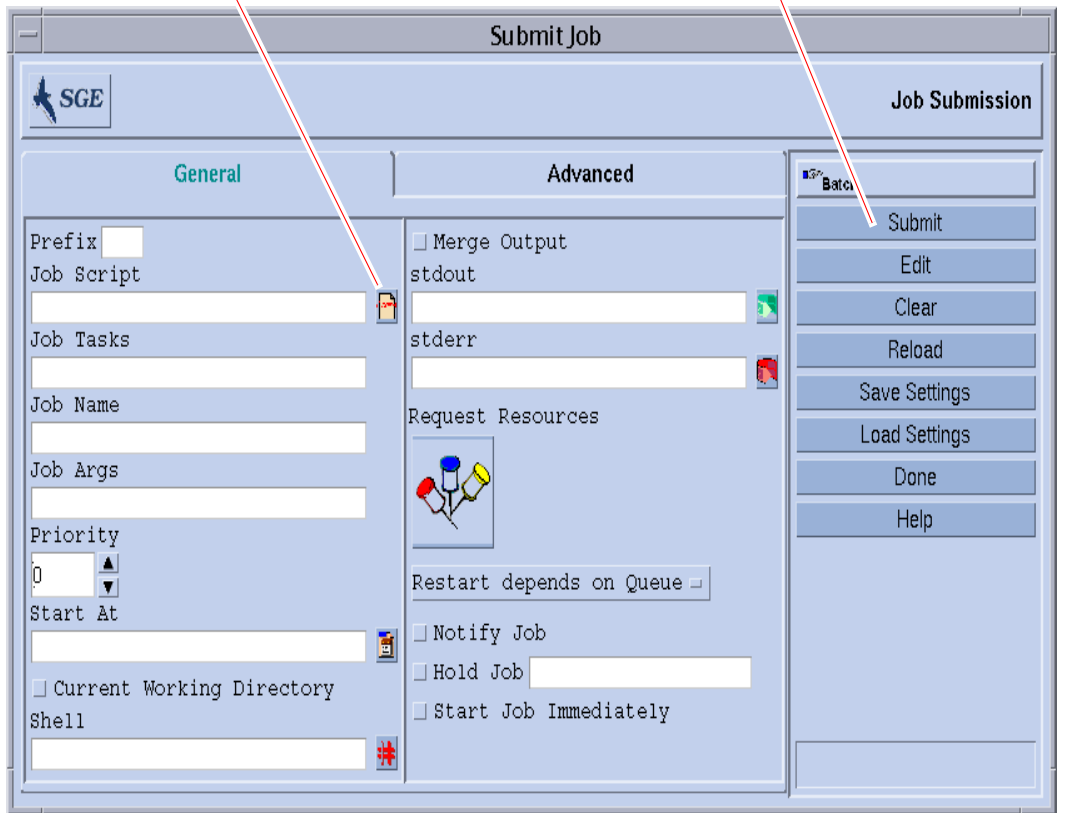 Submit Job
SGE
Job Submission
General
Advanced
Prefix
Job Script
Job Tasks
Job Name
Job Args
Priority
0
Start At
Current Working Directory
Shell
Merge Output
stdout
stderr
Request Resources
Restart depends on Queue
Notify Job
Hold Job
Start Job Immediately
Batch
Submit
Edit
Clear
Reload
Save Settings
Load Settings
Done
Help